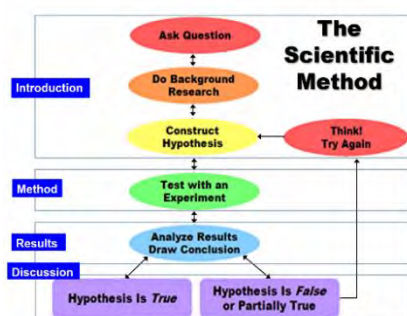 Ask Question
The
Scientific
Method
Do Background
Research
Introduction
Construct
Hypothesis
Think!
Try Again
Method
Test with an
Experiment
Results
Analyze Results
Draw Conclusion
Discussion
Hypothesis Is True
Hypothesis Is False
or Partially True